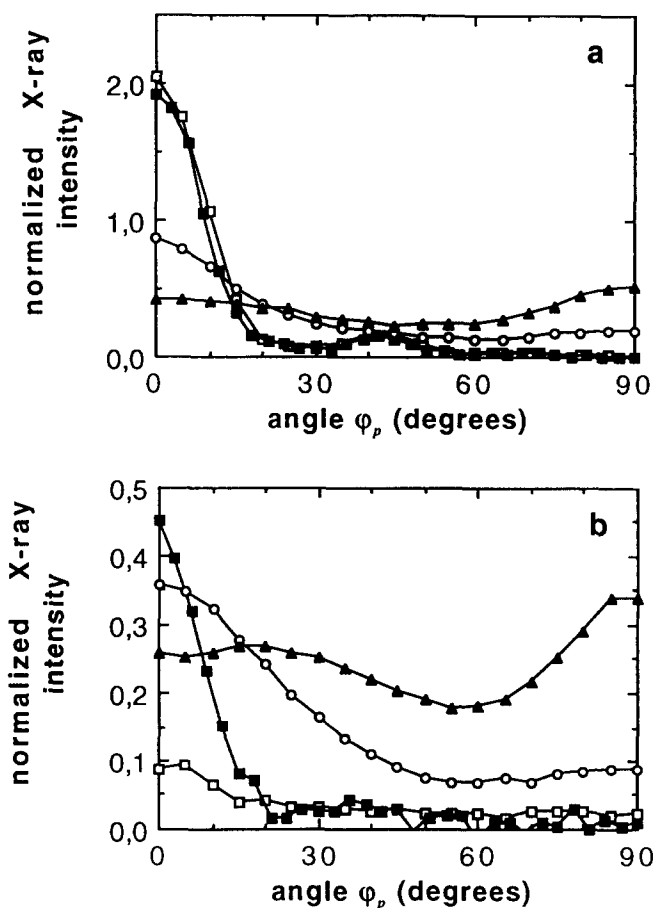 a
normalized X-ray
intensity
2,0
1,0
0,0
0 30 60 90
angle φp (degrees)
b
normalized X-ray
intensity
0,5
0,4
0,3
0,2
0,1
0,0
0 30 60 90
angle φp (degrees)